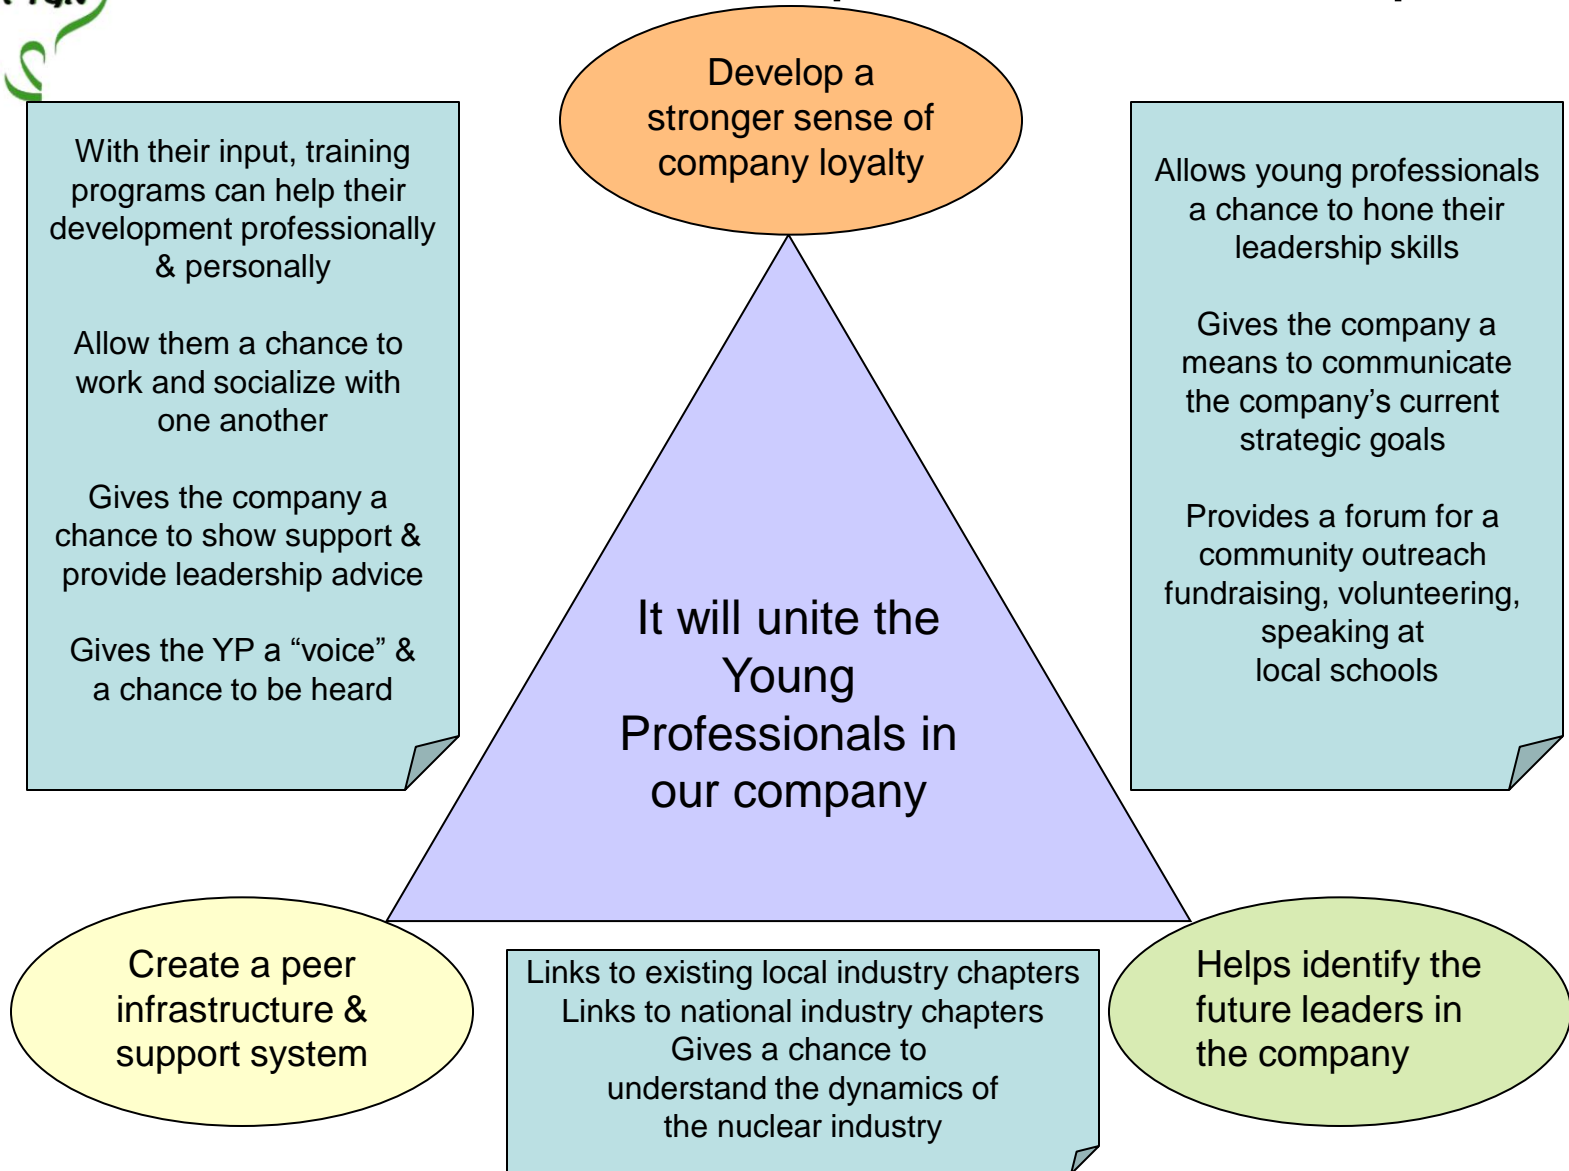 Develop a
stronger sense of
company loyalty
With their input, training
programs can help their
development professionally
& personally
Allow them a chance to
work and socialize with
one another
Gives the company a
chance to show support &
provide leadership advice
Gives the YP a “voice” &
a chance to be heard
Allows young professionals
a chance to hone their
leadership skills
Gives the company a
means to communicate
the company’s current
strategic goals
Provides a forum for a
community outreach
fundraising, volunteering,
speaking at
local schools
It will unite the
Young
Professionals in
our company
Create a peer
infrastructure &
support system
Links to existing local industry chapters
Links to national industry chapters
Gives a chance to
understand the dynamics of
the nuclear industry
Helps identify the
future leaders in
the company